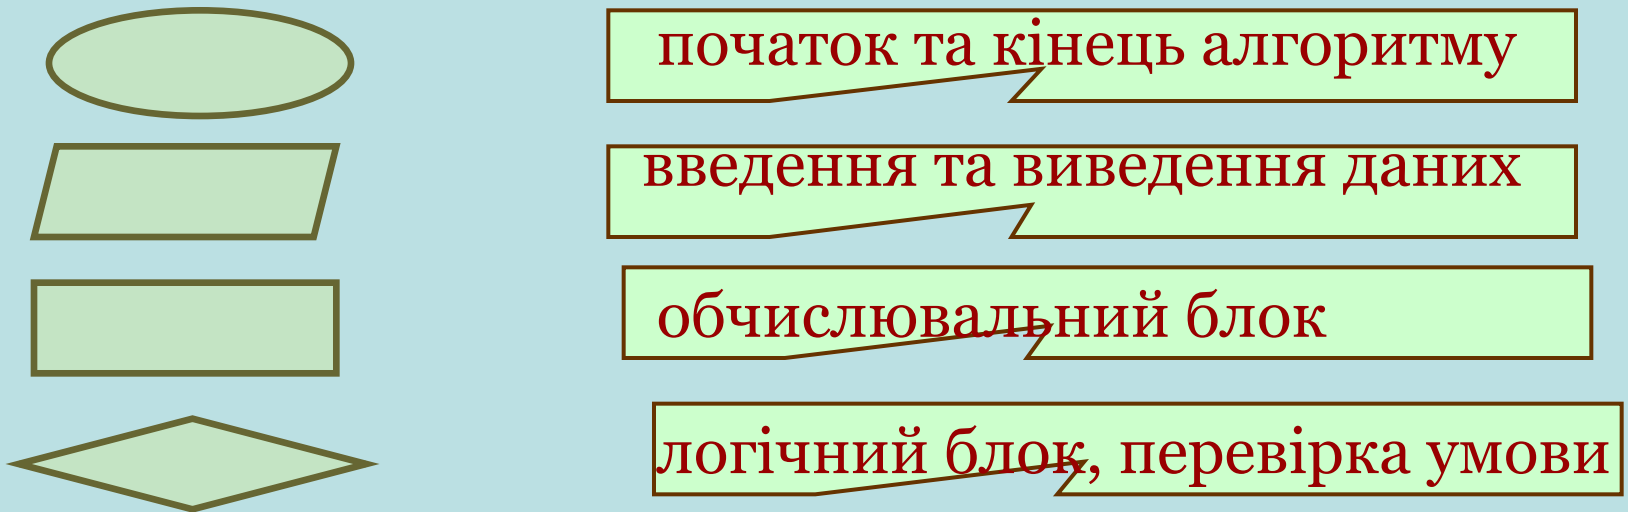 початок та кінець алгоритму
введення та виведення даних
обчислювальний блок
логічний блок, перевірка умови